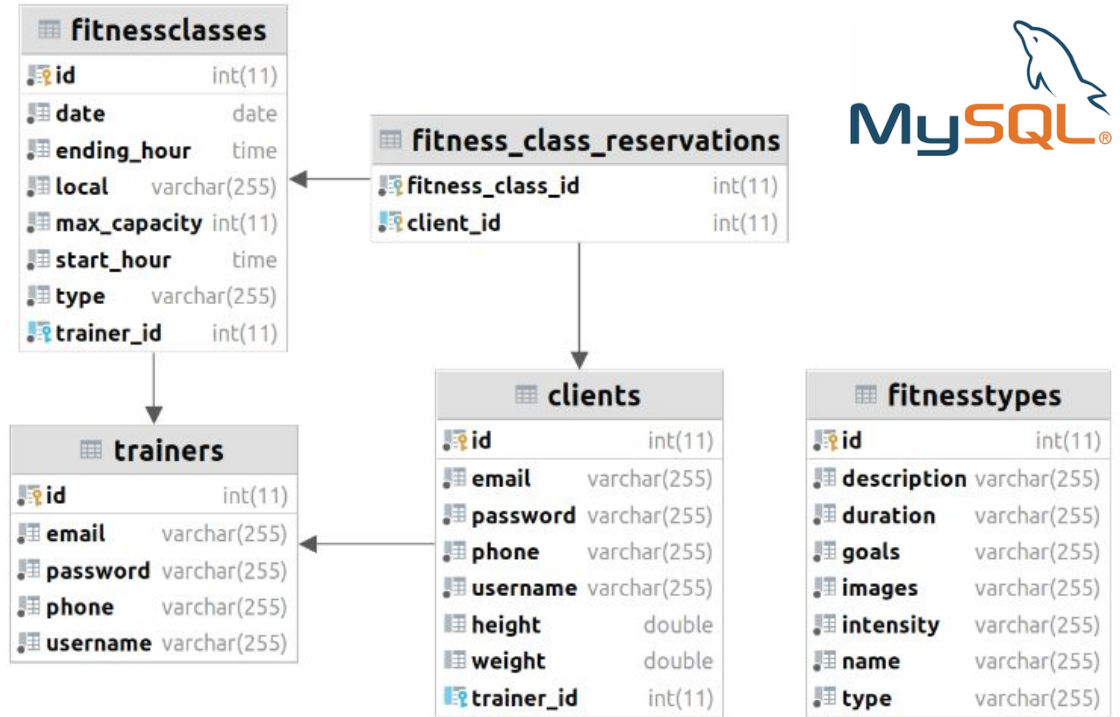 fitnessclasses
id int(11)
date date
ending_hour time
local varchar(255)
max_capacity int(11)
start_hour time
type varchar(255)
trainer_id int(11)
fitness_class_reservations
fitness_class_id int(11)
client_id int(11)
MySQL®
trainers
id int(11)
email varchar(255)
password varchar(255)
phone varchar(255)
username varchar(255)
clients
id int(11)
email varchar(255)
password varchar(255)
phone varchar(255)
username varchar(255)
height double
weight double
trainer_id int(11)
fitnesstypes
id int(11)
description varchar(255)
duration varchar(255)
goals varchar(255)
images varchar(255)
intensity varchar(255)
name varchar(255)
type varchar(255)